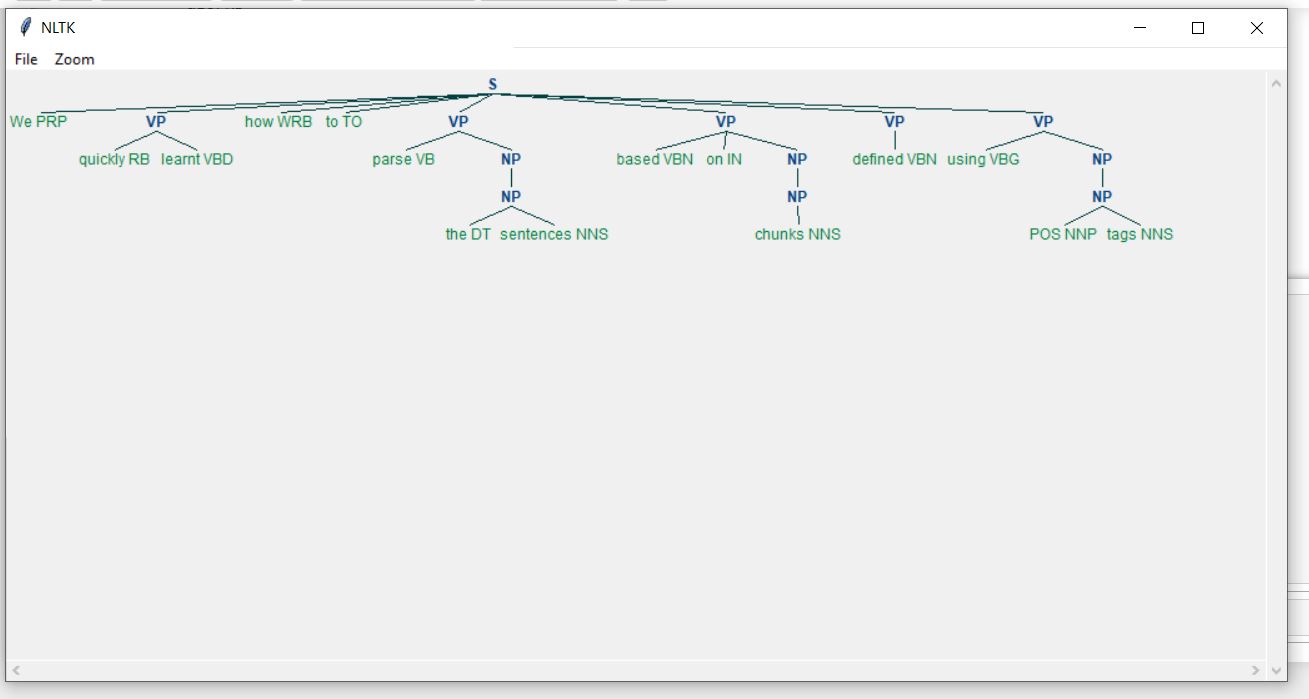 NLTK
File Zoom
S
We PRP VP how WRB to TO VP VP VP VP
quickly RB learnt VBD parse VB NP based VBN on IN NP defined VBN using VBG NP
NP NP NP
the DT sentences NNS chunks NNS POS NNP tags NNS